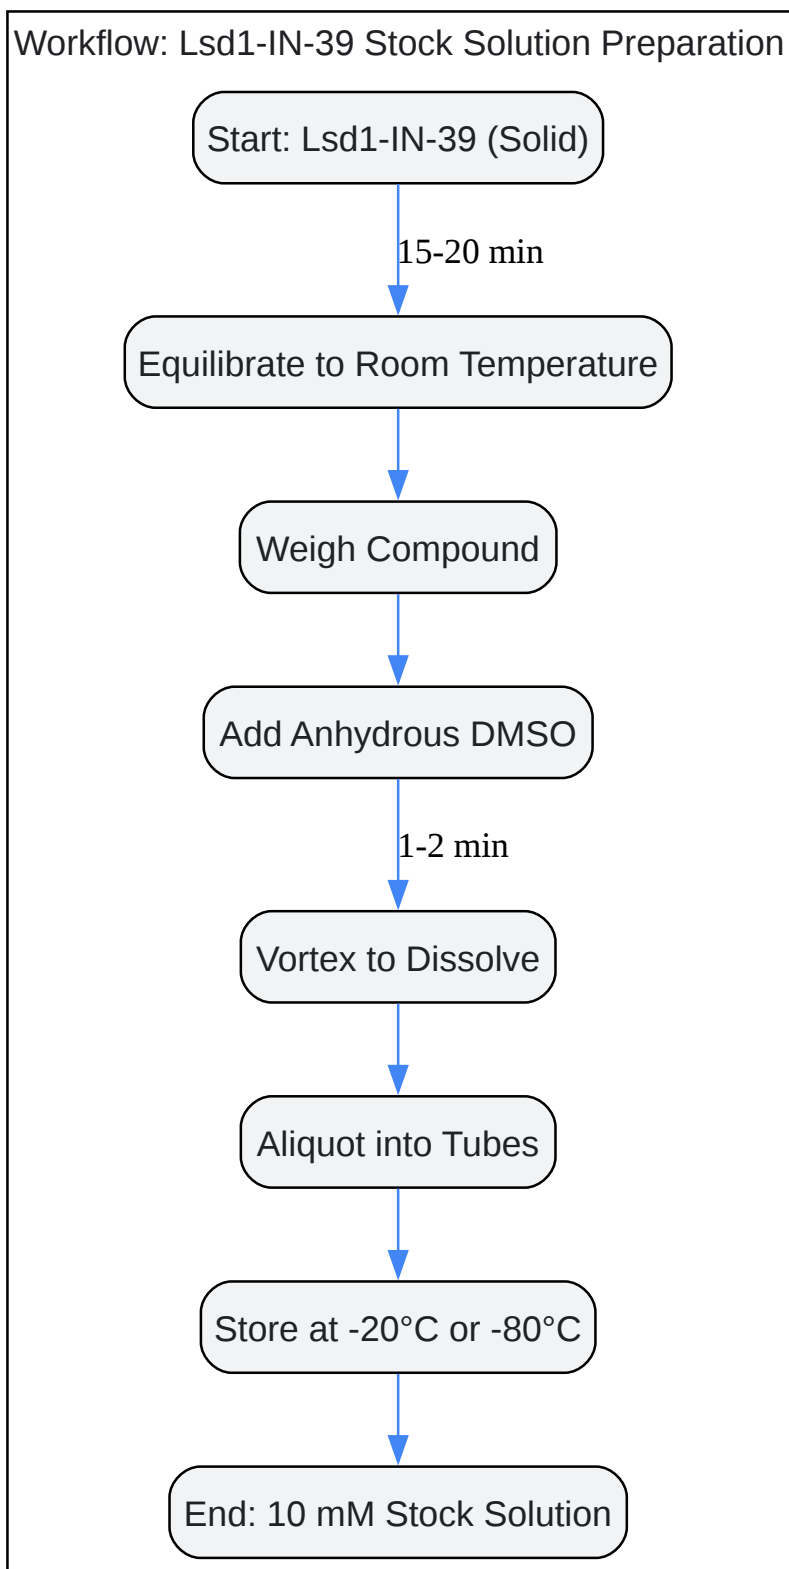 Workflow: Lsd1-IN-39 Stock Solution Preparation
Start: Lsd1-IN-39 (Solid)
15-20 min
Equilibrate to Room Temperature
Weigh Compound
Add Anhydrous DMSO
1-2 min
Vortex to Dissolve
Aliquot into Tubes
Store at -20°C or -80°C
End: 10 mM Stock Solution